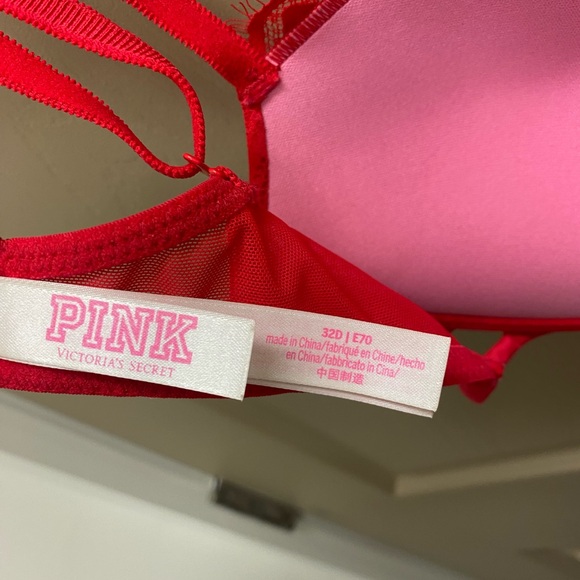 PINK
VICTORIA'S SECRET
32D | E70
made in China/fabriqué en Chine/hecho
en China/fabbricato in Cina/
中国制造